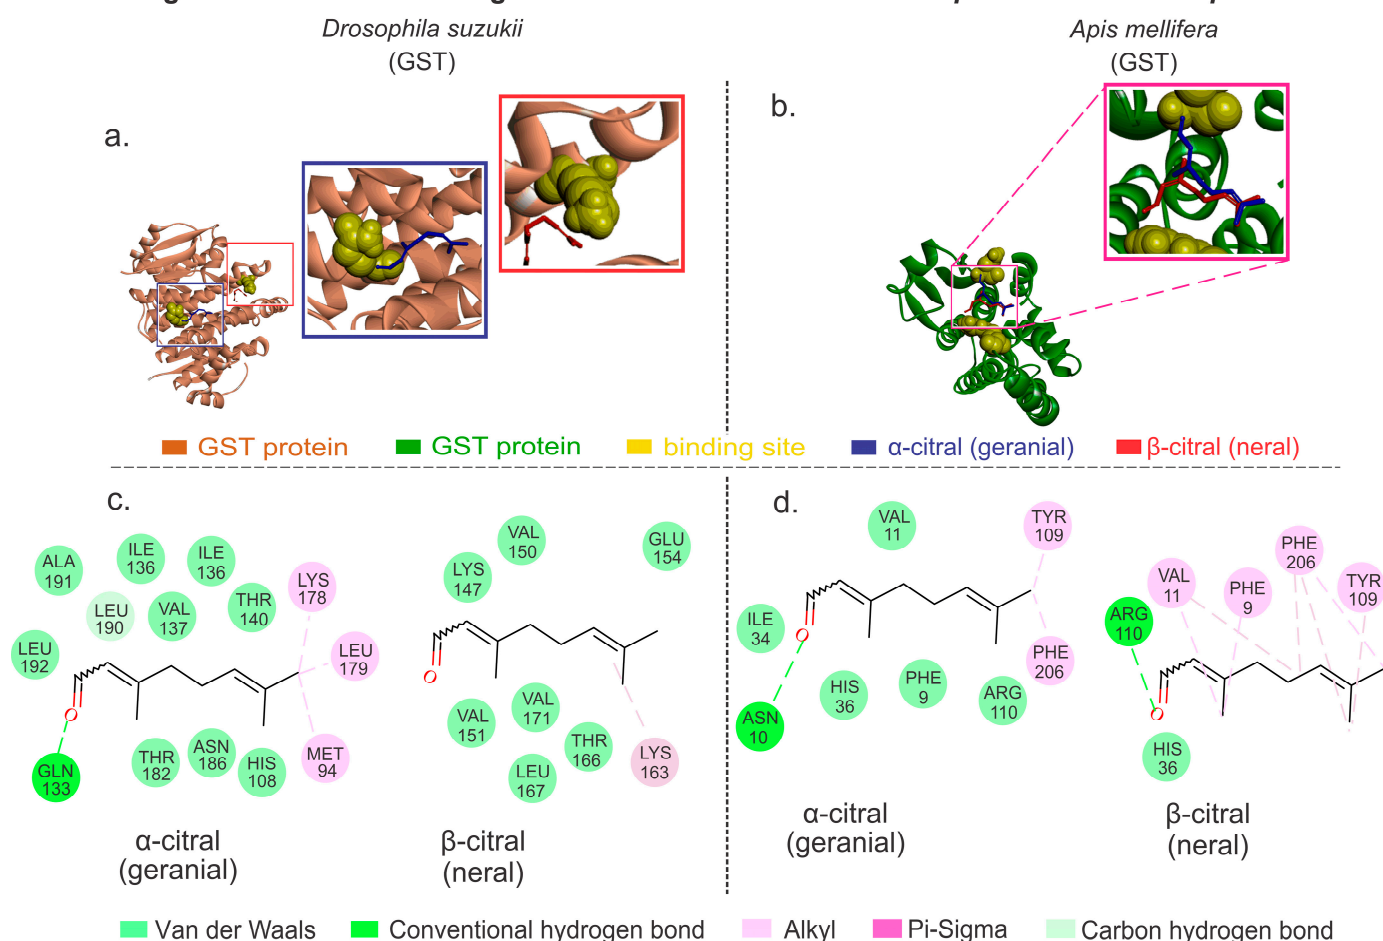 Drosophila suzukii
(GST)
Apis mellifera
(GST)
a.
b.
GST protein
GST protein
binding site
α-citral (geranial)
β-citral (neral)
c.
ALA
191
ILE
136
ILE
136
LYS
178
LEU
190
VAL
137
THR
140
LEU
192
LEU
179
O
GLN
133
THR
182
ASN
186
HIS
108
MET
94
α-citral
(geranial)
VAL
150
GLU
154
LYS
147
O
VAL
151
VAL
171
THR
166
LEU
167
LYS
163
β-citral
(neral)
d.
VAL
11
TYR
109
ILE
34
O
PHE
206
HIS
36
PHE
9
ARG
110
ASN
10
α-citral
(geranial)
PHE
206
VAL
11
PHE
9
TYR
109
ARG
110
O
HIS
36
β-citral
(neral)
Van der Waals
Conventional hydrogen bond
Alkyl
Pi-Sigma
Carbon hydrogen bond